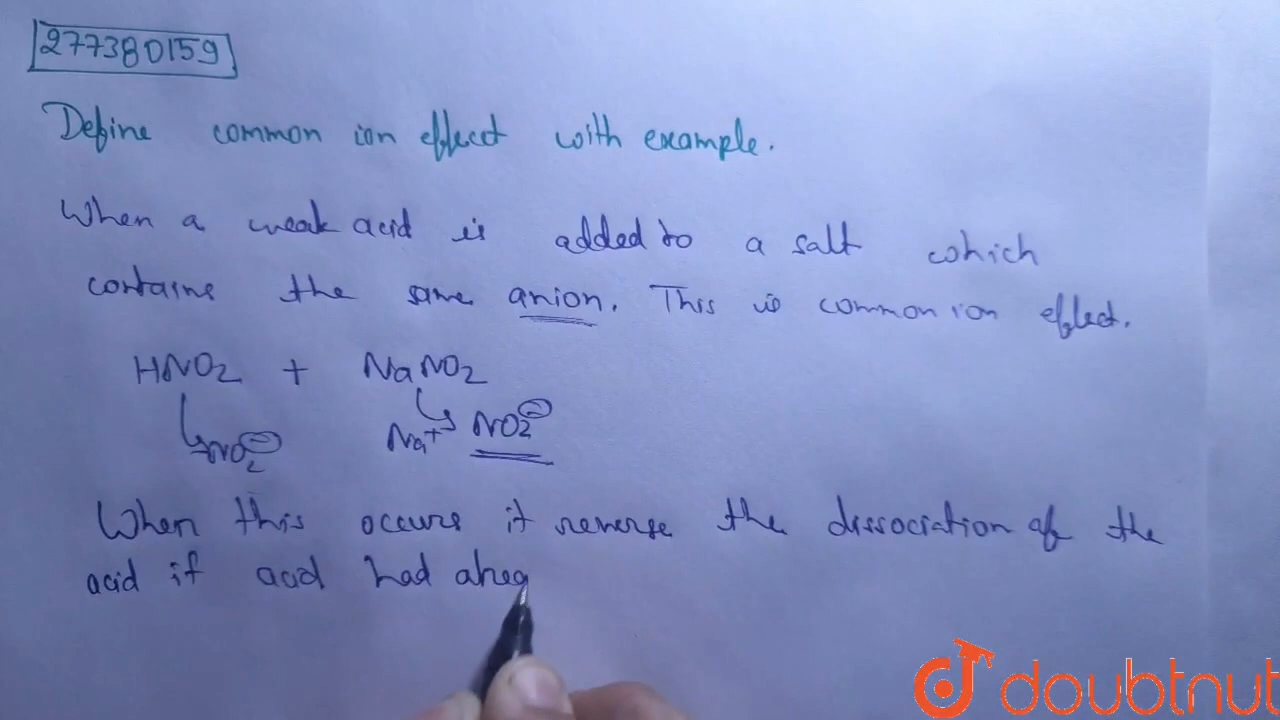 277380159
Define common ion effect with example.
When a weak acid is added to a salt which
contains the same anion. This is common ion effect.
HNO2 + NaNO2
NO2⊖ Na+ NO2⊖
When this occurs it reverse the dissociation of the
acid if acid had alrea
doubtnut